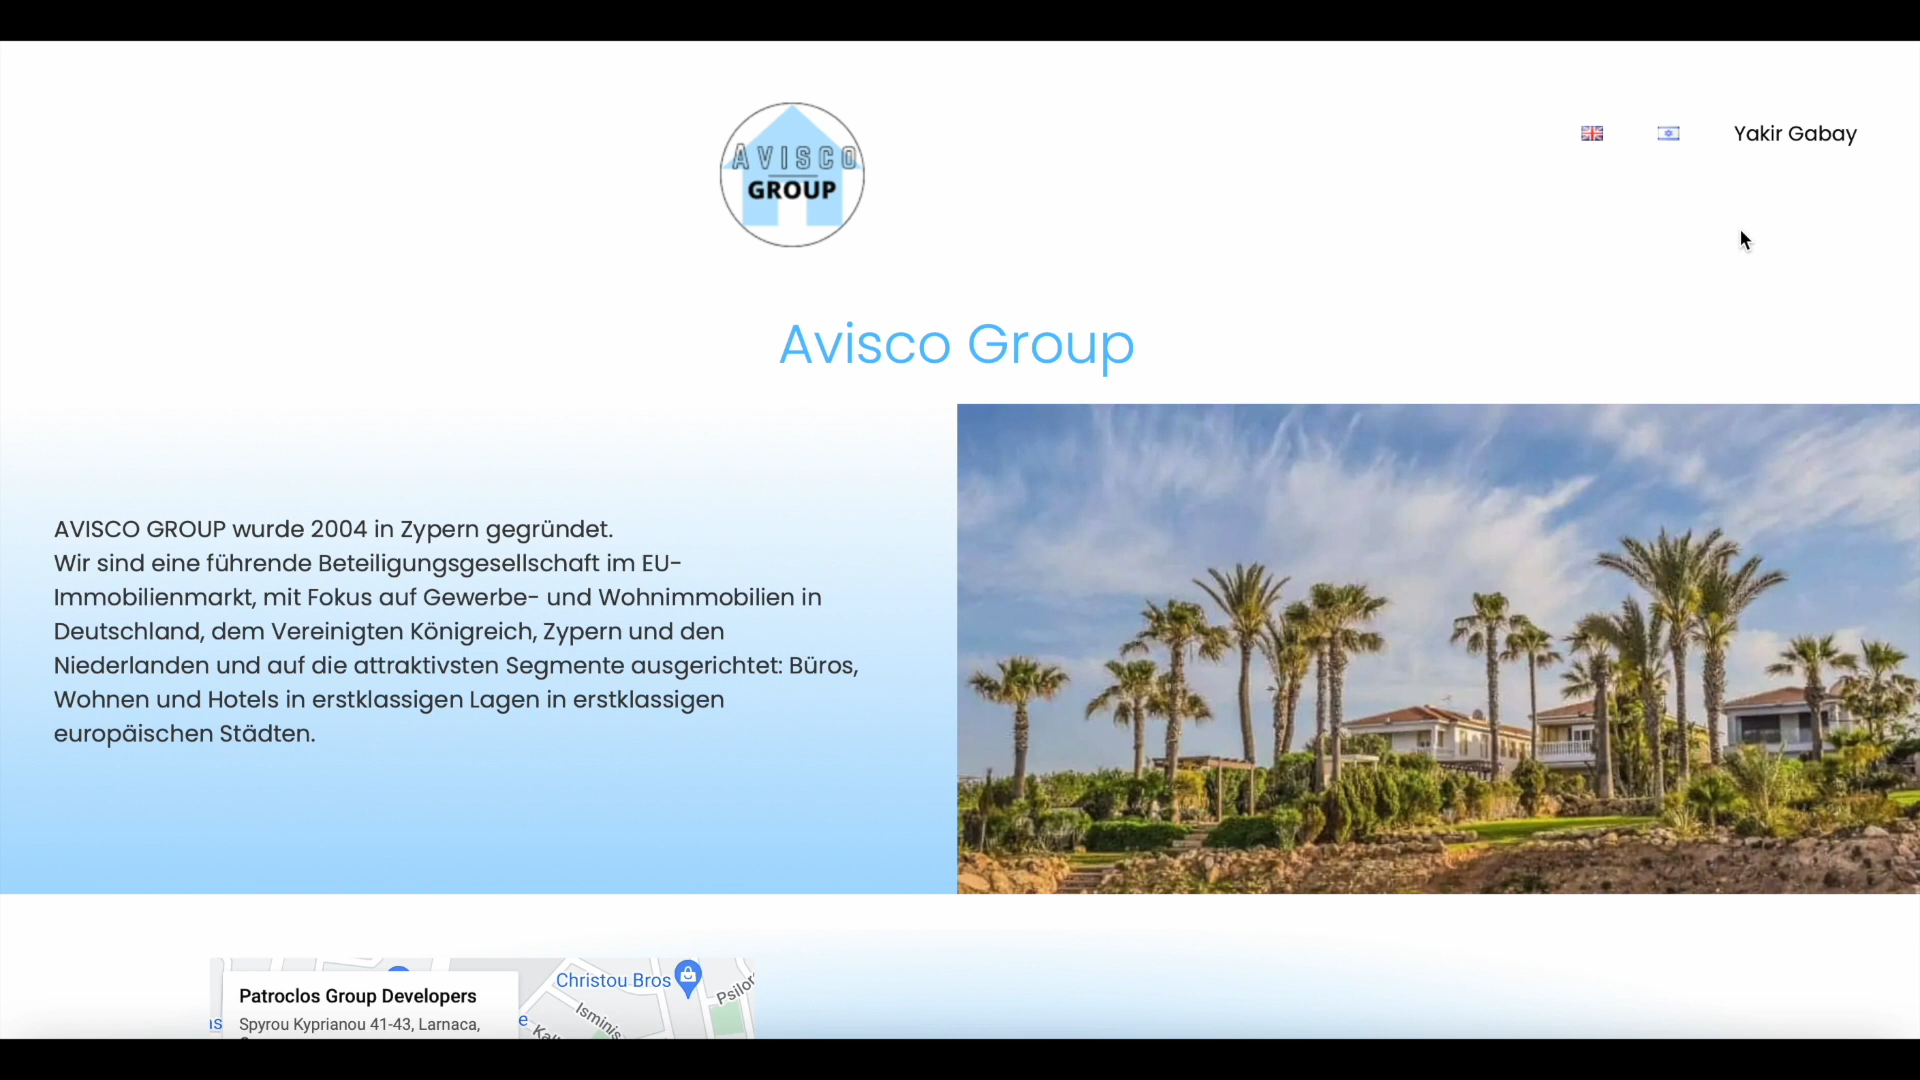 AVISCO
GROUP
Yakir Gabay
Avisco Group
AVISCO GROUP wurde 2004 in Zypern gegründet.
Wir sind eine führende Beteiligungsgesellschaft im EU-
Immobilienmarkt, mit Fokus auf Gewerbe- und Wohnimmobilien in
Deutschland, dem Vereinigten Königreich, Zypern und den
Niederlanden und auf die attraktivsten Segmente ausgerichtet: Büros,
Wohnen und Hotels in erstklassigen Lagen in erstklassigen
europäischen Städten.
Christou Bros
Patroclos Group Developers
Spyrou Kyprianou 41-43, Larnaca,
Isminis